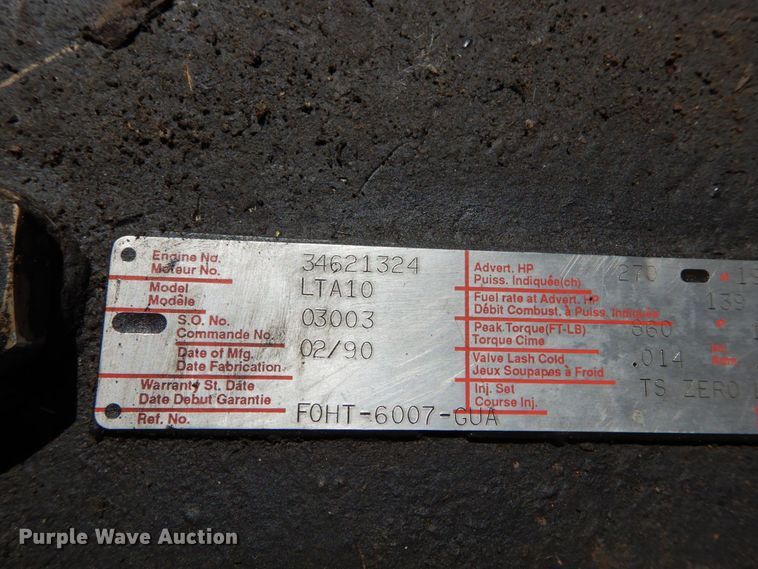 Engine No.
Moteur No. 34621324
Model
Modèle LTA10
S.O. No.
Commande No. 03003
Date of Mfg.
Date Fabrication 02/90
Warranty St. Date
Date Debut Garantie
Ref. No. F0HT-6007-GUA
Advert. HP
Puiss. Indiquée(ch) 270
Fuel rate at Advert. HP
Débit Combust. à Puiss. Indiquée 139
Peak Torque(FT-LB)
Torque Cime 860
Valve Lash Cold
Jeux Soupapes à Froid .014
Inj. Set
Course Inj. TS ZERO
Purple Wave Auction